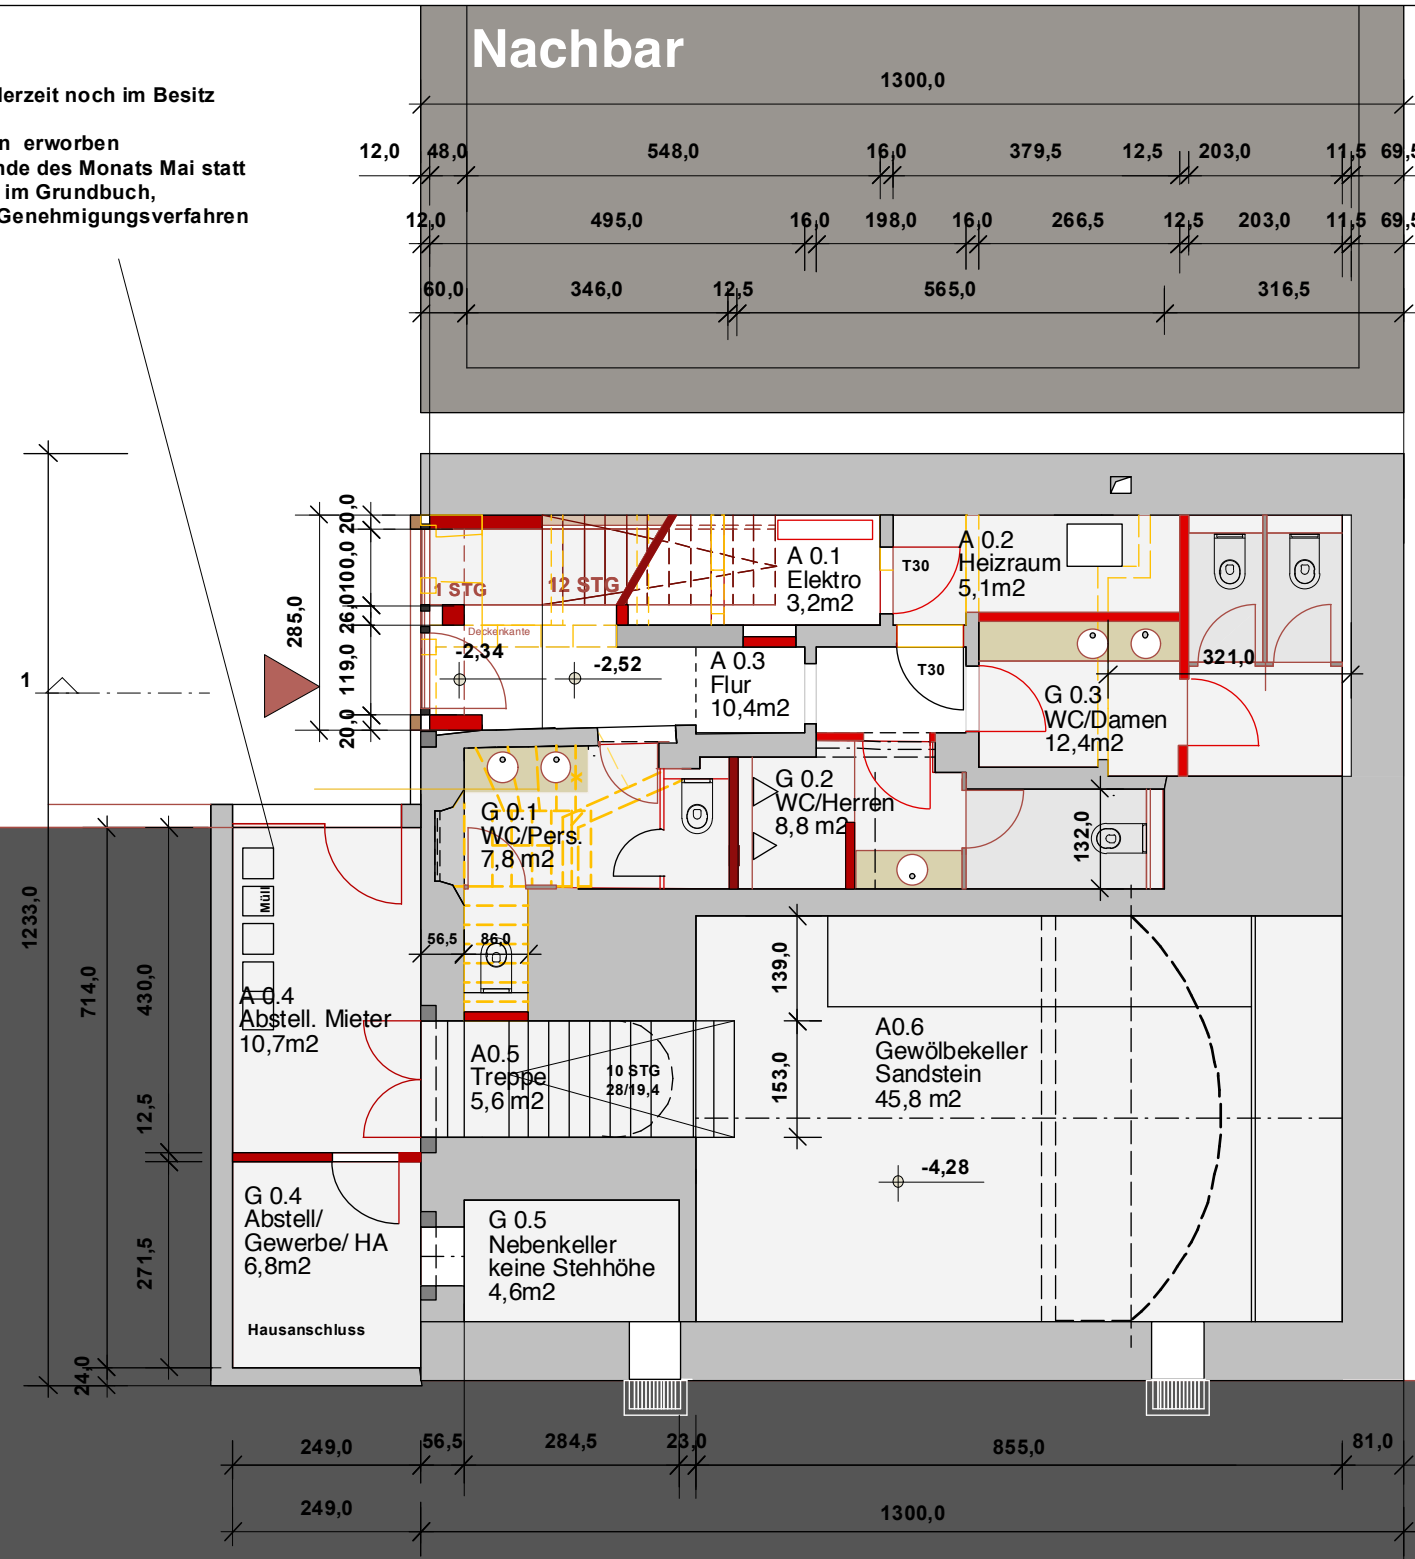 Nachbar
lerzeit noch im Besitz
n erworben
nde des Monats Mai statt
im Grundbuch,
Genehmigungsverfahren
1300,0
12,0 48,0 548,0 16,0 379,5 12,5 203,0 11,5 69,5
12,0 495,0 16,0 198,0 16,0 266,5 12,5 203,0 11,5 69,5
60,0 346,0 12,5 565,0 316,5
20,0
100,0
26,0
119,0
20,0
285,0
1
1 STG
12 STG
Deckenkante
-2,34
-2,52
A 0.1
Elektro
3,2m2
T30
A 0.2
Heizraum
5,1m2
A 0.3
Flur
10,4m2
T30
321,0
G 0.3
WC/Damen
12,4m2
G 0.1
WC/Pers.
7,8 m2
G 0.2
WC/Herren
8,8 m2
132,0
1233,0
714,0
430,0
12,5
271,5
24,0
Müll
56,5 86,0
139,0
153,0
A 0.4
Abstell. Mieter
10,7m2
A0.5
Treppe
5,6 m2
10 STG
28/19,4
A0.6
Gewölbekeller
Sandstein
45,8 m2
-4,28
G 0.4
Abstell/
Gewerbe/ HA
6,8m2
Hausanschluss
G 0.5
Nebenkeller
keine Stehhöhe
4,6m2
249,0 56,5 284,5 23,0 855,0 81,0
249,0 1300,0